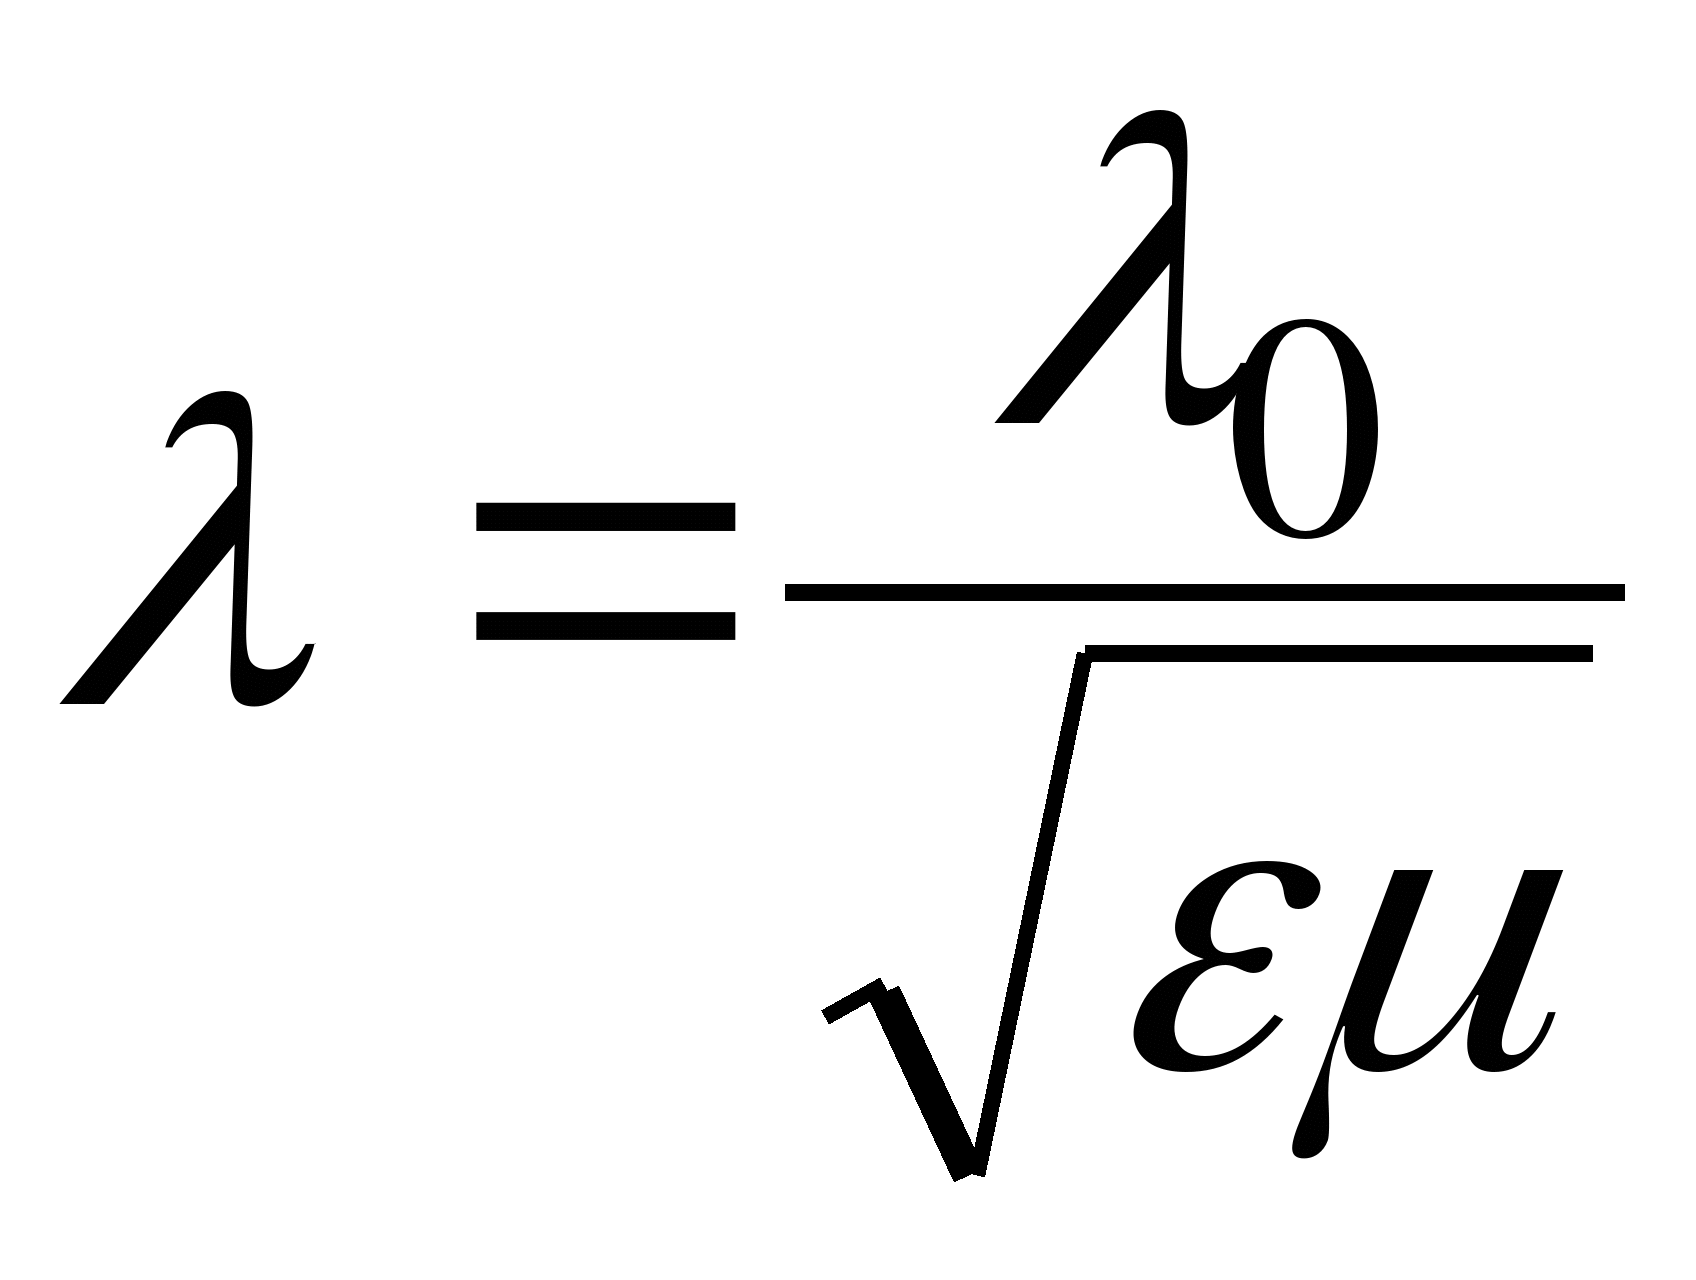 λ = λ₀ / √(εμ)